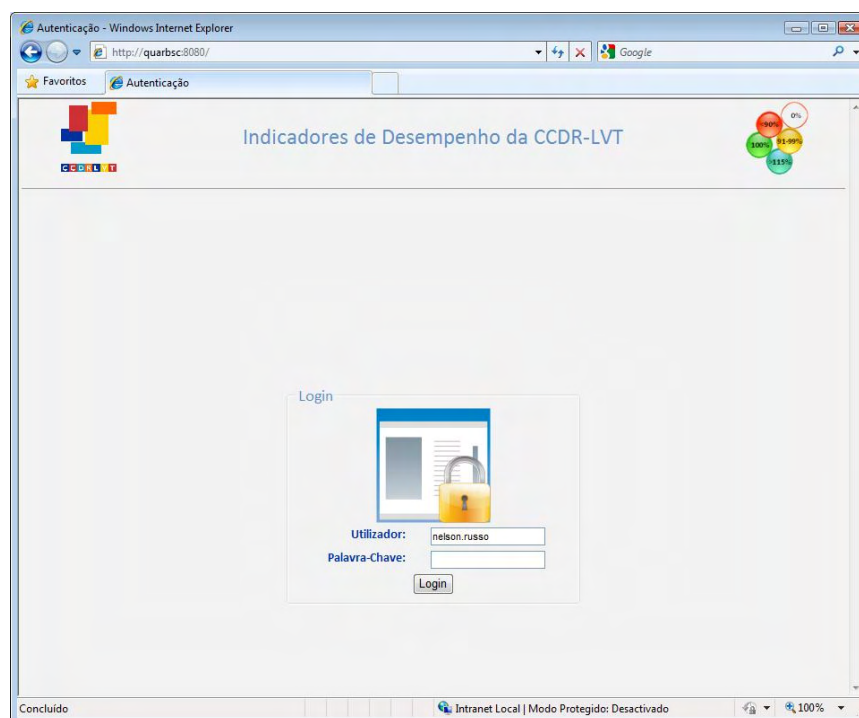 Autenticação - Windows Internet Explorer
http://quarbsc:8080/
Google
Favoritos
Autenticação
CCDRLVT
Indicadores de Desempenho da CCDR-LVT
0%
<90%
91-99%
100%
>115%
Login
Utilizador:
nelson.russo
Palavra-Chave:
Login
Concluído
Intranet Local | Modo Protegido: Desactivado
100%